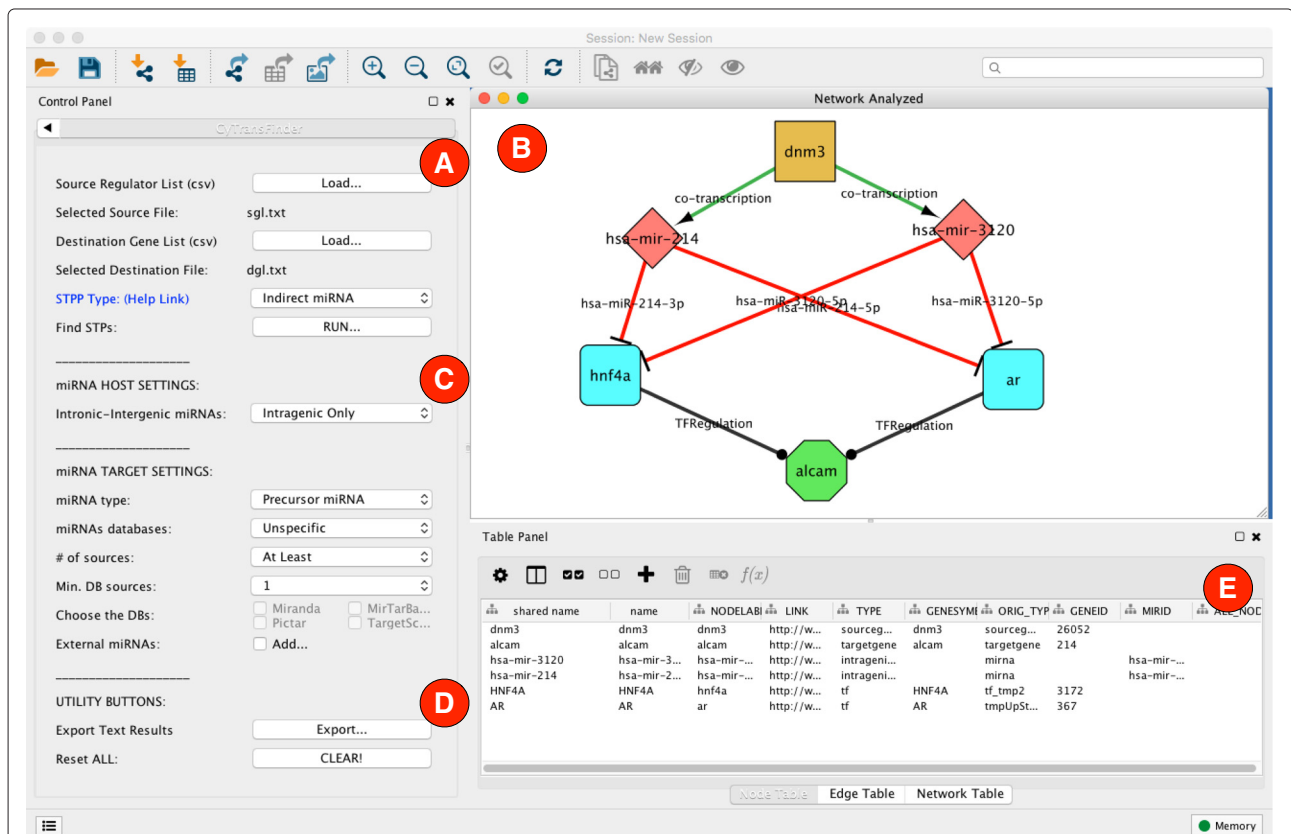 Session: New Session
Control Panel
CyTransFinder
A
Source Regulator List (csv) Load...
Selected Source File: sgl.txt
Destination Gene List (csv) Load...
Selected Destination File: dgl.txt
STPP Type: (Help Link) Indirect miRNA
Find STPs: RUN...
C
miRNA HOST SETTINGS:
Intronic-Intergenic miRNAs: Intragenic Only
miRNA TARGET SETTINGS:
miRNA type: Precursor miRNA
miRNAs databases: Unspecific
# of sources: At Least
Min. DB sources: 1
Choose the DBs: Miranda MirTarBa...
Pictar TargetSc...
External miRNAs: Add...
D
UTILITY BUTTONS:
Export Text Results Export...
Reset ALL: CLEAR!
Network Analyzed
B
dnm3
co-transcription co-transcription
hsa-mir-214 hsa-mir-3120
hsa-miR-214-3p hsa-miR-3120-5p hsa-miR-3120-5p
hsa-miR-214-5p
hnf4a ar
TFRegulation TFRegulation
alcam
Table Panel
f(x)
E
shared name name NODELABI LINK TYPE GENESYMB ORIG_TYP GENEID MIRID ALL_NOD
dnm3 dnm3 dnm3 http://w... sourceg... dnm3 sourceg... 26052
alcam alcam alcam http://w... targetgene alcam targetgene 214
hsa-mir-3120 hsa-mir-3... hsa-mir-... http://w... intrageni... mirna hsa-mir-...
hsa-mir-214 hsa-mir-2... hsa-mir-... http://w... intrageni... mirna hsa-mir-...
HNF4A HNF4A hnf4a http://w... tf HNF4A tf_tmp2 3172
AR AR ar http://w... tf AR tmpUpSt... 367
Node Table Edge Table Network Table
Memory